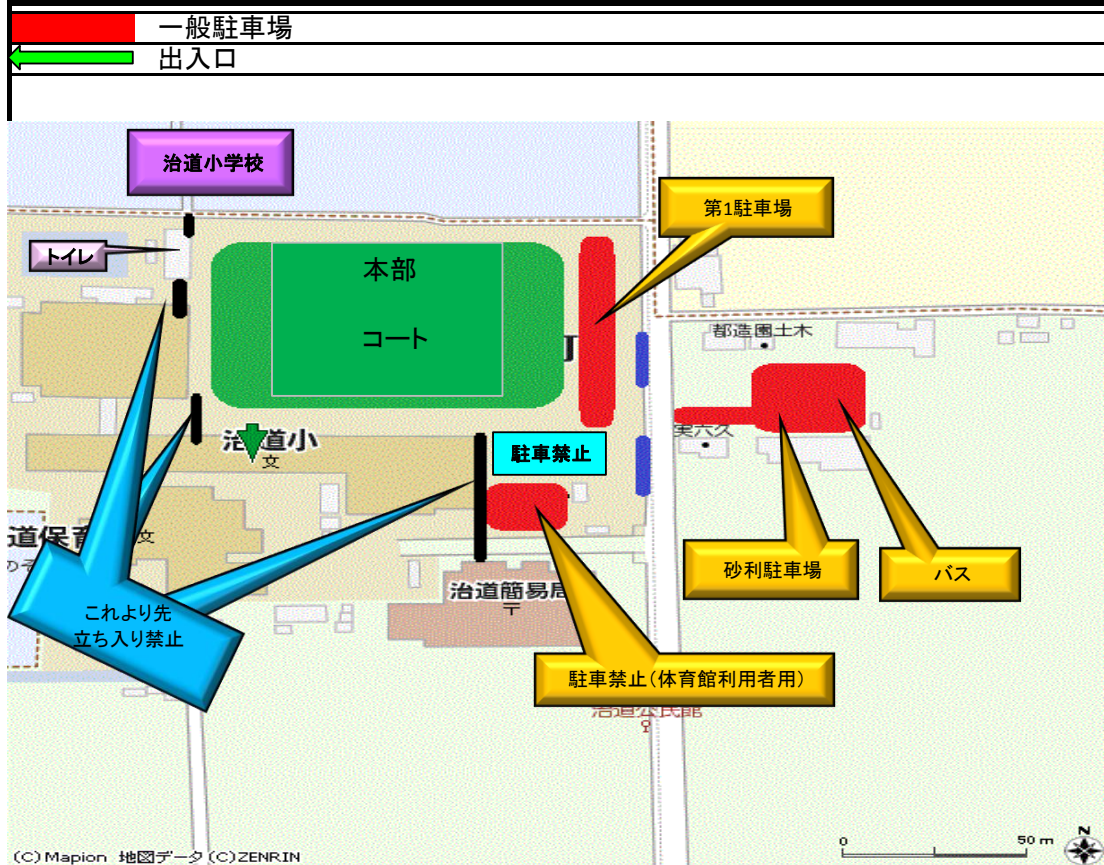 一般駐車場
出入口
治道小学校
第1駐車場
トイレ
本部
コート
都造園土木
治道小
文
駐車禁止
実六久
道保育
文
砂利駐車場
バス
治道簡易局
〒
これより先
立ち入り禁止
駐車禁止(体育館利用者用)
治道公民館
0
50 m
N
(C)Mapion 地図データ(C)ZENRIN